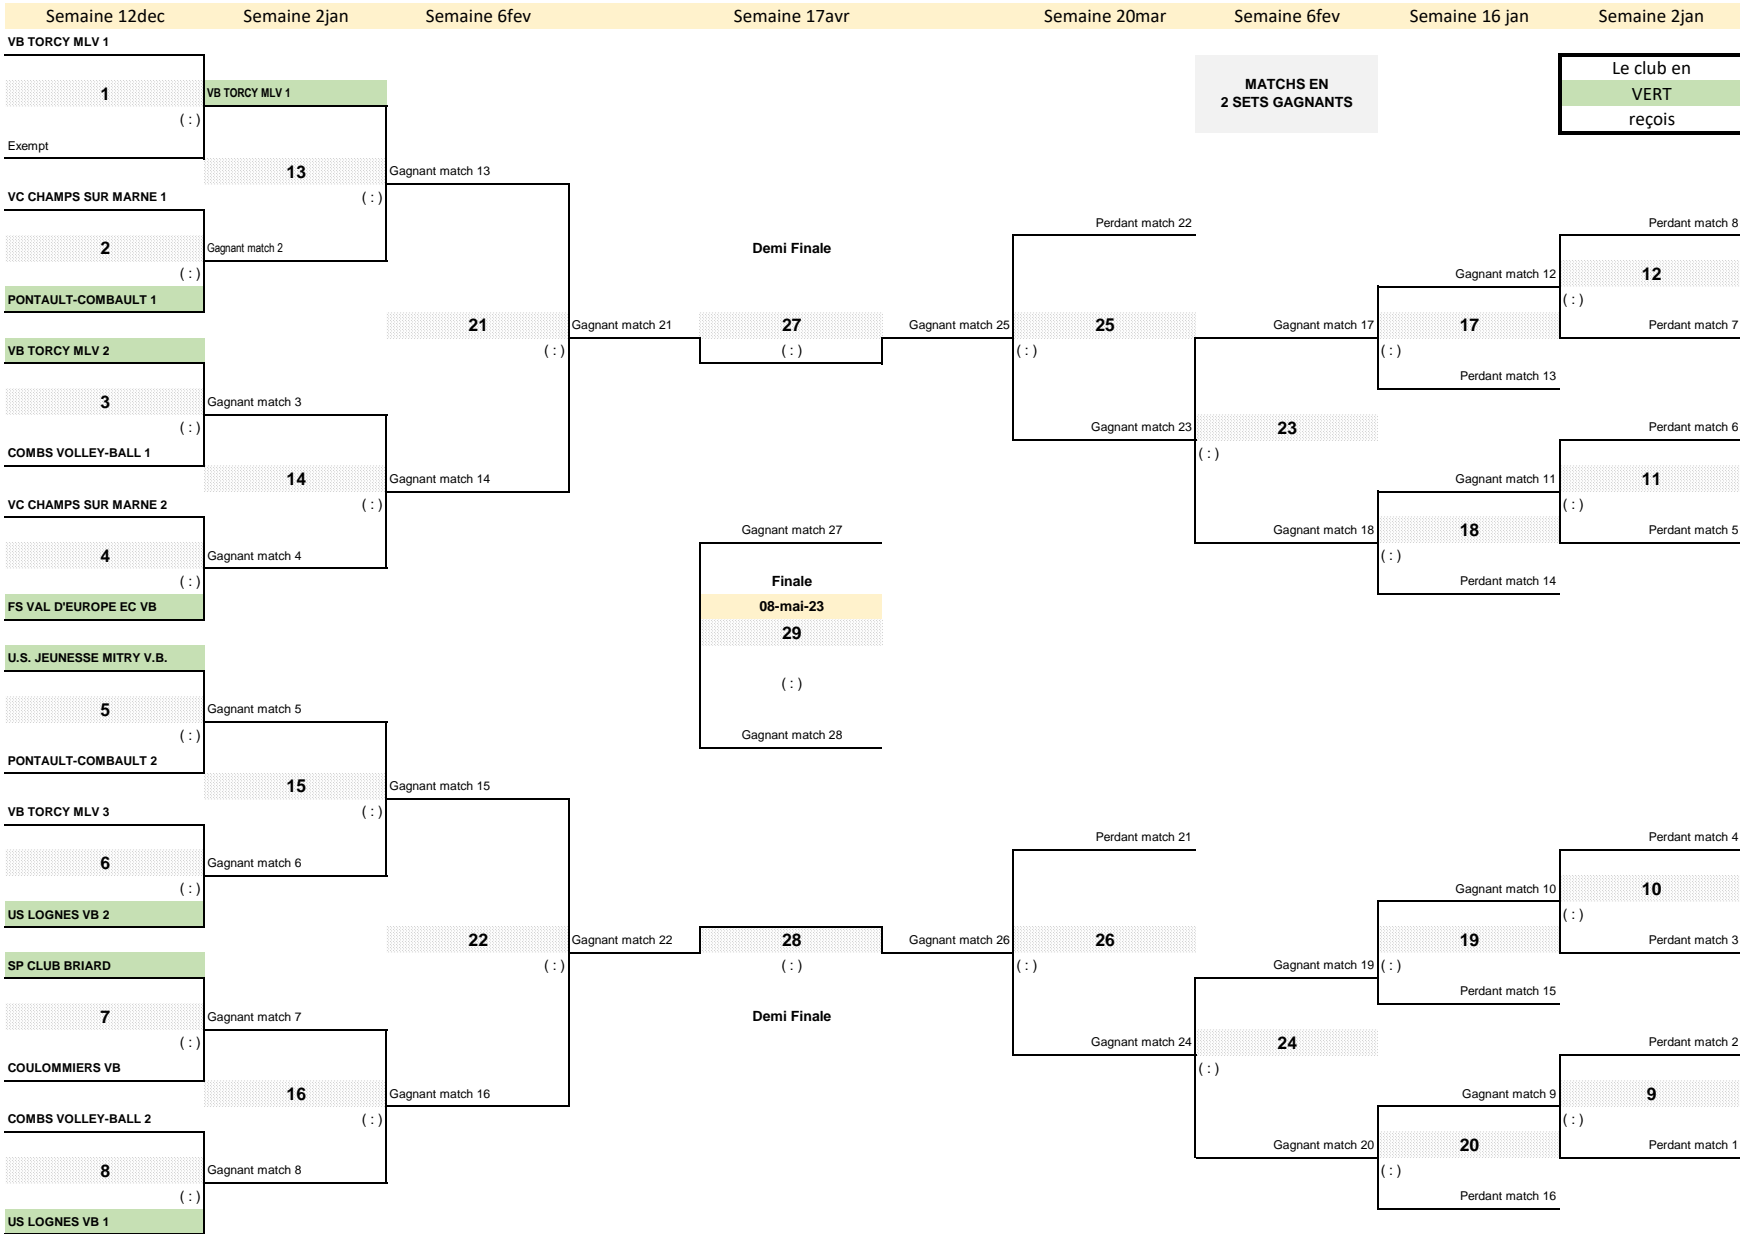 Semaine 12dec Semaine 2jan Semaine 6fev Semaine 17avr Semaine 20mar Semaine 6fev Semaine 16 jan Semaine 2jan
VB TORCY MLV 1
MATCHS EN
2 SETS GAGNANTS
Le club en
VERT
reçois
1 VB TORCY MLV 1
( : )
Exempt
13 Gagnant match 13
( : )
VC CHAMPS SUR MARNE 1
Perdant match 22 Perdant match 8
2 Gagnant match 2 Demi Finale
( : )
Gagnant match 12 12
( : )
PONTAULT-COMBAULT 1
21 Gagnant match 21 27 Gagnant match 25 25 Gagnant match 17 17 Perdant match 7
( : ) ( : ) ( : ) ( : )
VB TORCY MLV 2
Perdant match 13
3 Gagnant match 3
( : )
Gagnant match 23 23 Perdant match 6
( : )
COMBS VOLLEY-BALL 1
14 Gagnant match 14 Gagnant match 11 11
( : ) ( : )
VC CHAMPS SUR MARNE 2
Gagnant match 27 Gagnant match 18 18 Perdant match 5
( : )
4 Gagnant match 4
( : )
Finale Perdant match 14
FS VAL D'EUROPE EC VB 08-mai-23
29
U.S. JEUNESSE MITRY V.B.
( : )
5 Gagnant match 5
( : )
Gagnant match 28
PONTAULT-COMBAULT 2
15 Gagnant match 15
( : )
VB TORCY MLV 3
Perdant match 21 Perdant match 4
6 Gagnant match 6
( : )
Gagnant match 10 10
( : )
US LOGNES VB 2
22 Gagnant match 22 28 Gagnant match 26 26 19 Perdant match 3
( : ) ( : ) ( : ) Gagnant match 19 ( : )
SP CLUB BRIARD
Perdant match 15
7 Gagnant match 7 Demi Finale
( : )
Gagnant match 24 24 Perdant match 2
( : )
COULOMMIERS VB
16 Gagnant match 16 Gagnant match 9 9
( : ) ( : )
COMBS VOLLEY-BALL 2
Gagnant match 20 20 Perdant match 1
( : )
8 Gagnant match 8
( : )
Perdant match 16
US LOGNES VB 1